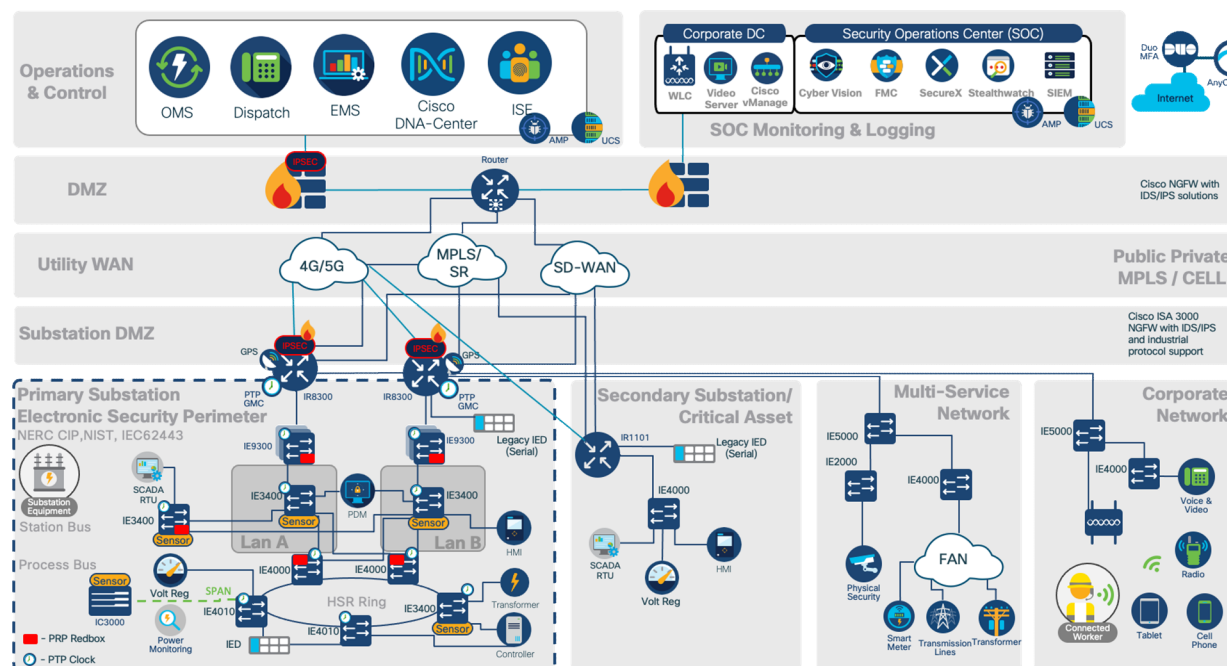 Operations
& Control
OMS
Dispatch
EMS
Cisco
DNA-Center
ISE
AMP
UCS
Corporate DC
Security Operations Center (SOC)
WLC
Video
Server
Cisco
vManage
Cyber Vision
FMC
SecureX
Stealthwatch
SIEM
SOC Monitoring & Logging
AMP
UCS
Duo
MFA
DUO
Internet
DMZ
IPSEC
Router
Cisco NGFW with
IDS/IPS solutions
Utility WAN
4G/5G
MPLS/
SR
SD-WAN
Public Private
MPLS / CELL
Substation DMZ
IPSEC
IPSEC
GPS
GPS
PTP
GMC
IR8300
IR8300
PTP
GMC
Cisco ISA 3000
NGFW with IDS/IPS
and industrial
protocol support
Primary Substation
Electronic Security Perimeter
NERC CIP,NIST, IEC62443
Substation
Equipment
Station Bus
Process Bus
SCADA
RTU
IE3400
Sensor
IE9300
IE9300
Legacy IED
(Serial)
IE3400
Sensor
PDM
IE3400
Sensor
Lan A
Lan B
HMI
Volt Reg
IE4000
IE4000
Sensor
IC3000
SPAN
Power
Monitoring
IE4010
HSR Ring
IE3400
Sensor
Transformer
IED
IE4010
Controller
- PRP Redbox
- PTP Clock
Secondary Substation/
Critical Asset
IR1101
Legacy IED
(Serial)
IE4000
SCADA
RTU
Volt Reg
HMI
Multi-Service
Network
IE5000
IE2000
IE4000
Physical
Security
FAN
Smart
Meter
Transmission
Lines
Transformer
Corporate
Network
IE5000
IE4000
Voice &
Video
Radio
Connected
Worker
Tablet
Cell
Phone